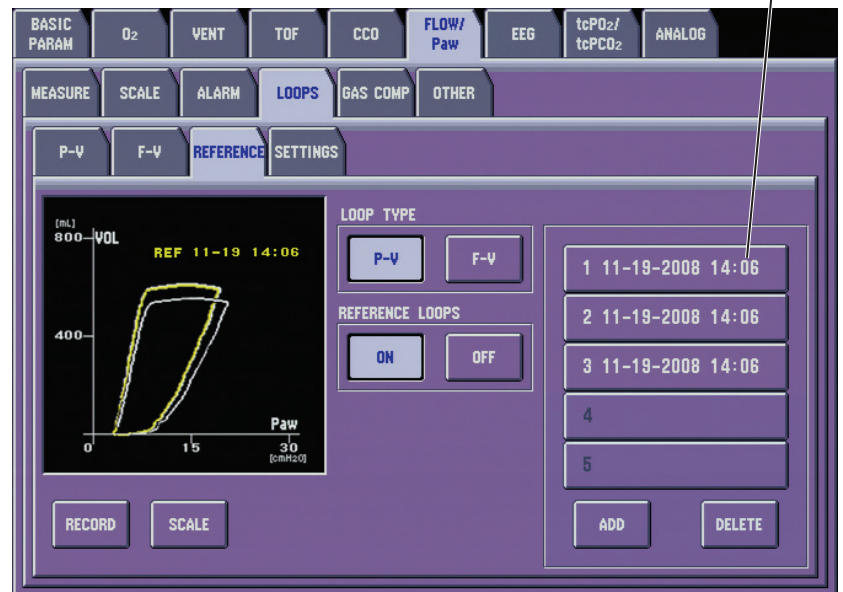 BASIC PARAM O2 VENT TOF CCO FLOW/ Paw EEG tcPO2/ tcPCO2 ANALOG
MEASURE SCALE ALARM LOOPS GAS COMP OTHER
P-V F-V REFERENCE SETTINGS
[mL]
800 VOL
REF 11-19 14:06
400
Paw
0 15 30
[cmH2O]
LOOP TYPE
P-V F-V
REFERENCE LOOPS
ON OFF
1 11-19-2008 14:06
2 11-19-2008 14:06
3 11-19-2008 14:06
4
5
RECORD SCALE
ADD DELETE